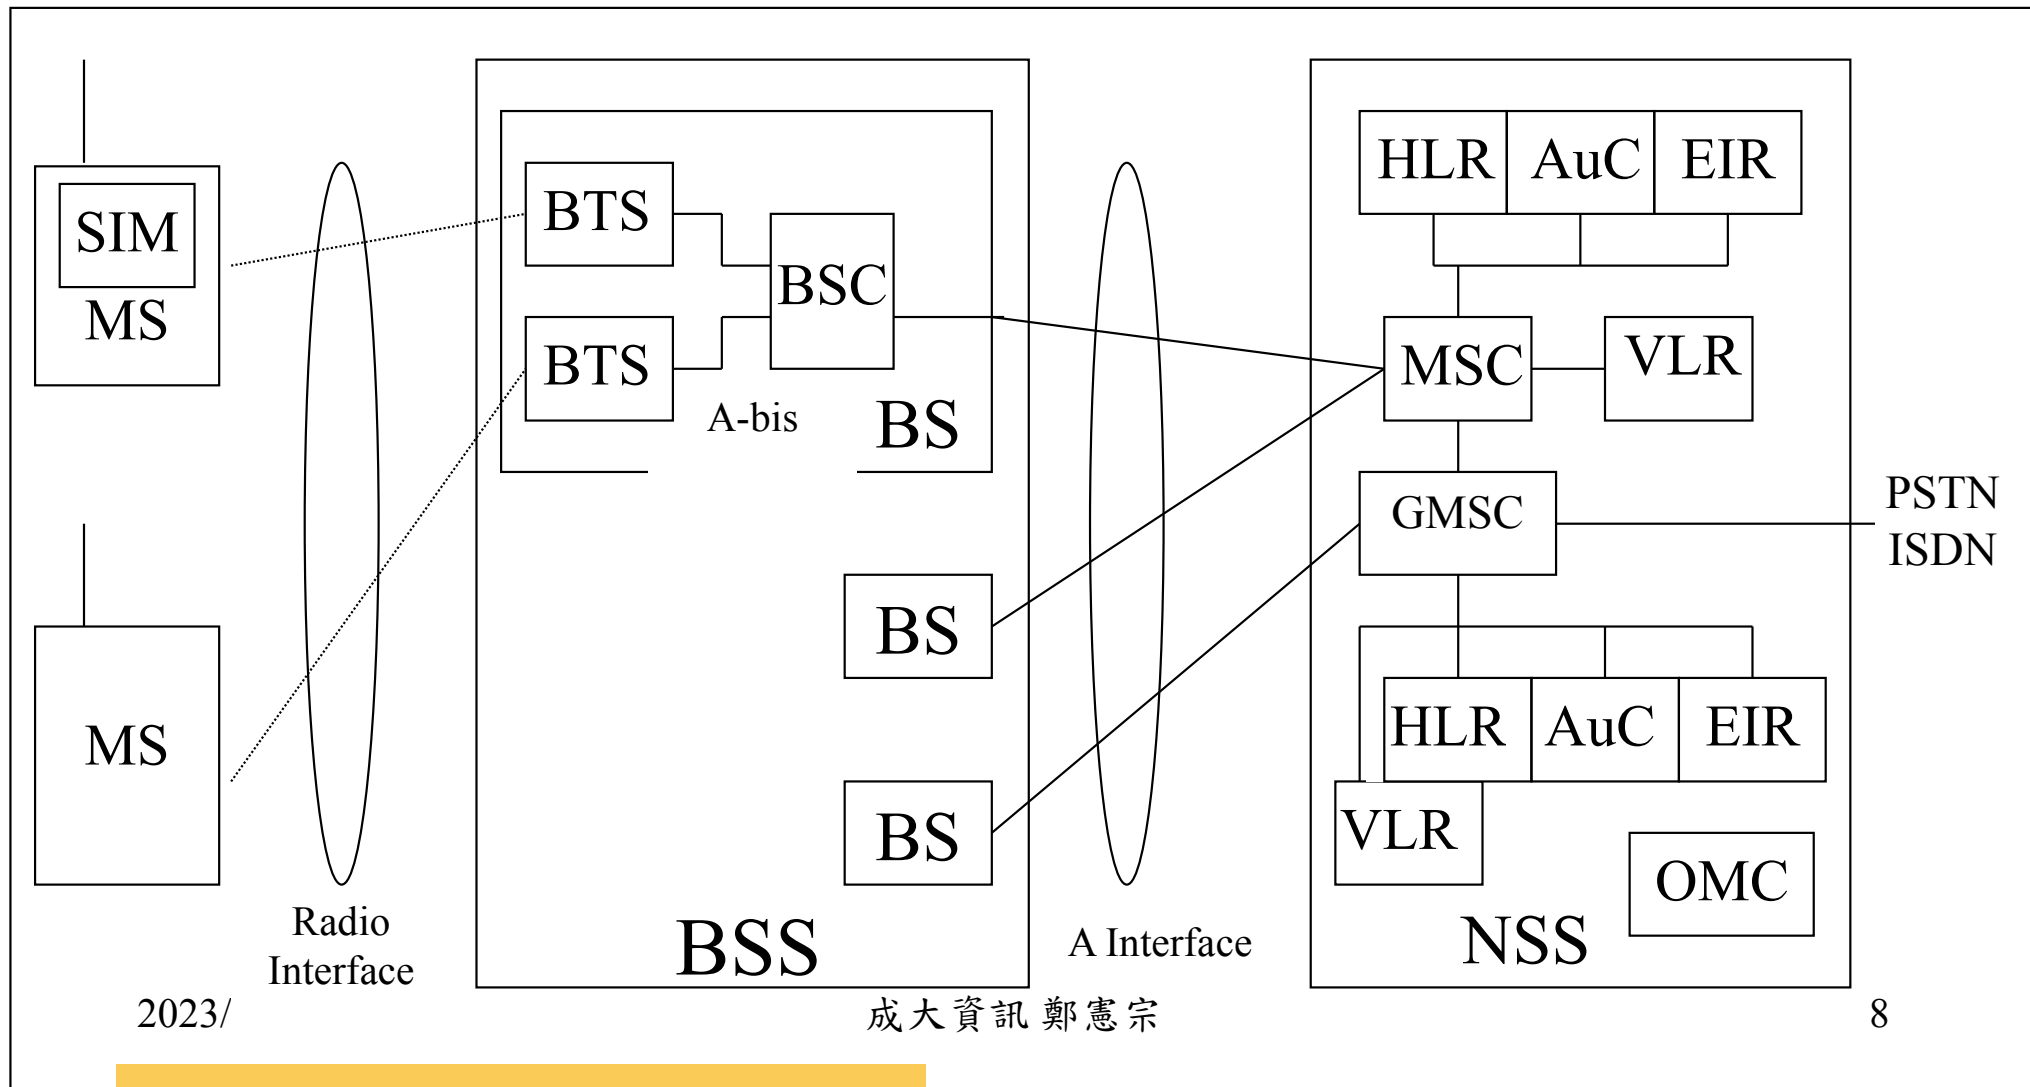 SIM
MS
MS
Radio
Interface
BTS
BTS
BSC
A-bis
BS
BS
BS
BSS
A Interface
HLR AuC EIR
MSC VLR
GMSC
PSTN
ISDN
HLR AuC EIR
VLR
OMC
NSS
2023/
成大資訊 鄭憲宗
8